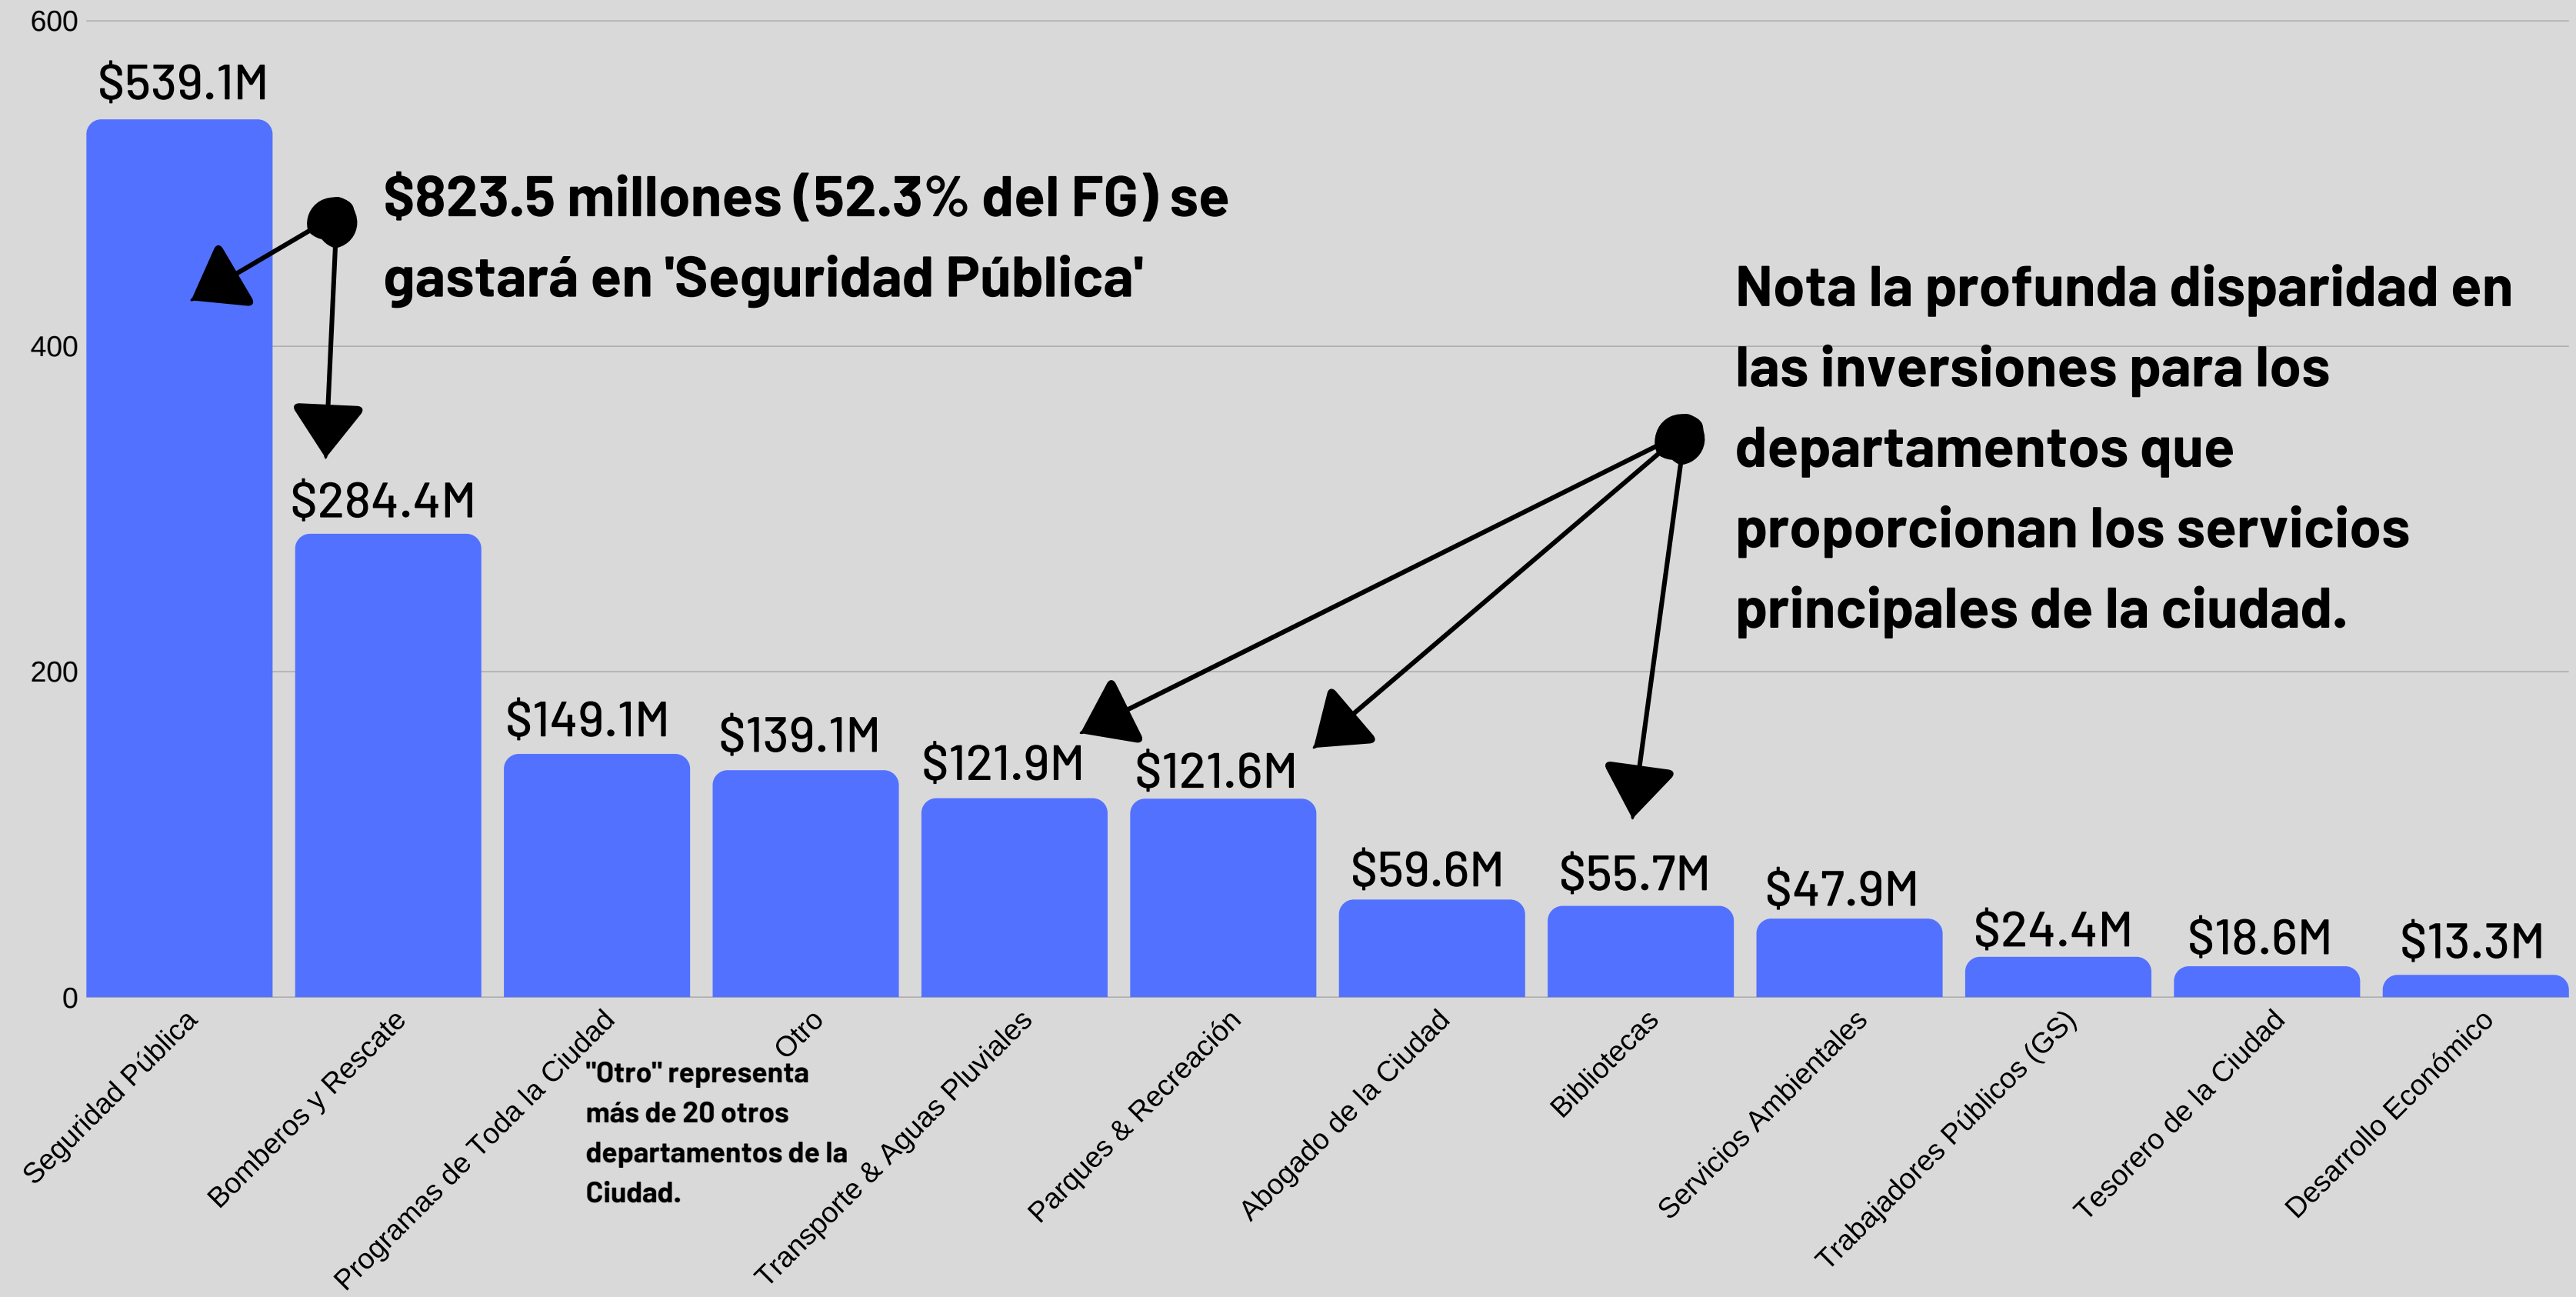 600
$539.1M
$823.5 millones (52.3% del FG) se
gastará en 'Seguridad Pública'
Nota la profunda disparidad en
las inversiones para los
departamentos que
proporcionan los servicios
principales de la ciudad.
400
$284.4M
200
$149.1M
$139.1M
$121.9M
$121.6M
$59.6M
$55.7M
$47.9M
$24.4M
$18.6M
$13.3M
0
Seguridad Pública
Bomberos y Rescate
Programas de Toda la Ciudad
Otro
"Otro" representa
más de 20 otros
departamentos de la
Ciudad.
Transporte & Aguas Pluviales
Parques & Recreación
Abogado de la Ciudad
Bibliotecas
Servicios Ambientales
Trabajadores Públicos (GS)
Tesorero de la Ciudad
Desarrollo Económico